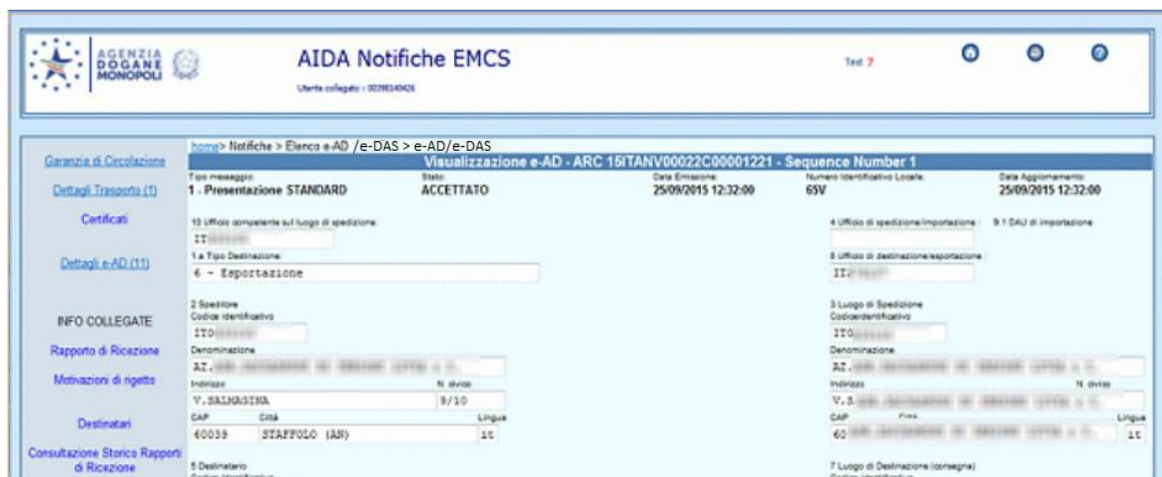 AGENZIA
DOGANE
MONOPOLI
AIDA Notifiche EMCS
Test 7
Utente collegato : 00398140426
home> Notifiche > Elenco e-AD /e-DAS > e-AD/e-DAS
Visualizzazione e-AD - ARC 15ITANV00022C00001221 - Sequence Number 1
Garanzia di Circolazione
Dettagli Trasporto (1)
Certificati
Dettagli e-AD (11)
INFO COLLEGATE
Rapporto di Ricezione
Motivazioni di rigetto
Destinatari
Consultazione Storico Rapporti
di Ricezione
Tipo messaggio: Stato: Data Emissione: Numero Identificativo Locale: Data Aggiornamento:
1 - Presentazione STANDARD ACCETTATO 25/09/2015 12:32:00 65V 25/09/2015 12:32:00
10 Ufficio competente sul luogo di spedizione: 4 Ufficio di spedizione/importazione : 9.1 DAU di importazione
IT
1.a Tipo Destinazione: 8 Ufficio di destinazione/esportazione :
6 - Esportazione IT
2 Speditore 3 Luogo di Spedizione
Codice identificativo Codice identificativo
IT0 IT0
Denominazione Denominazione
AZ. AZ.
Indirizzo N. civico Indirizzo N. civico
V.SALMAGINA 9/10 V.S
CAP Città Lingua CAP Città Lingua
60039 STAFFOLO (AN) it 60 it
5 Destinatario 7 Luogo di Destinazione (consegna)
Codice Identificativo Codice Identificativo